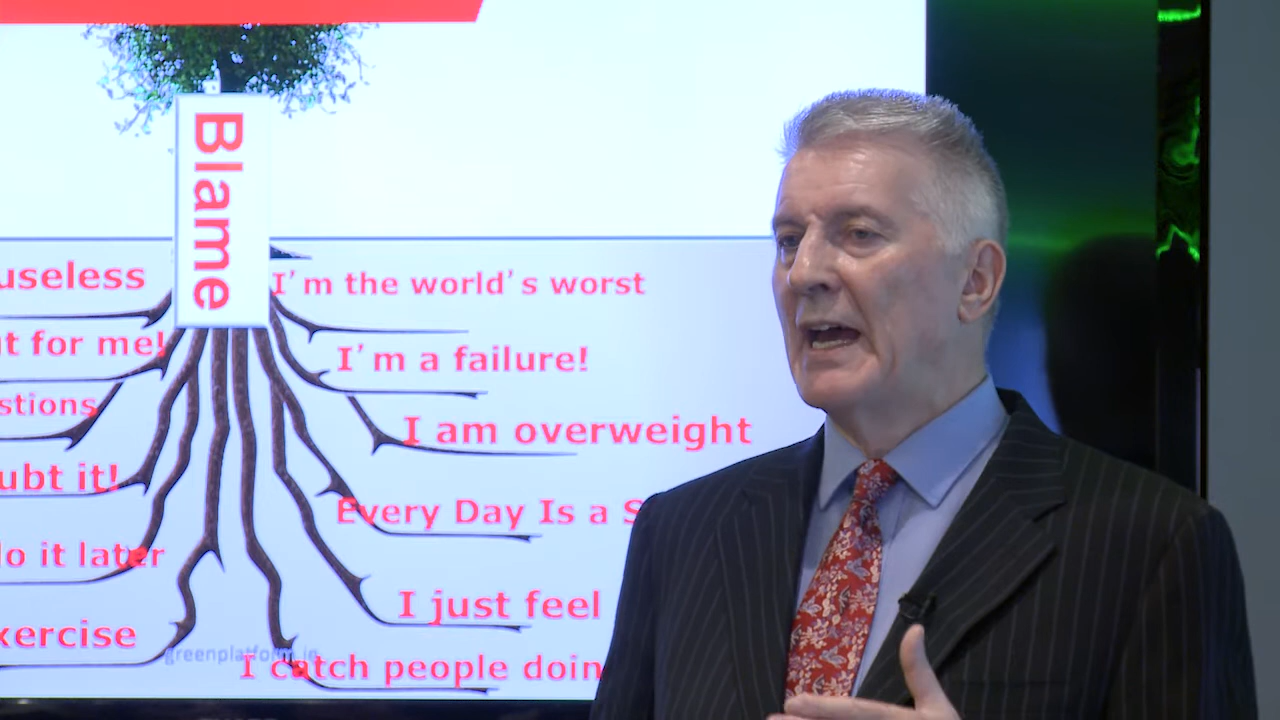 Blame
useless
I'm the world's worst
t for me!
I'm a failure!
stions
I am overweight
ubt it!
Every Day Is a S
do it later
I just feel
xercise
greenplatform.ie
I catch people doin